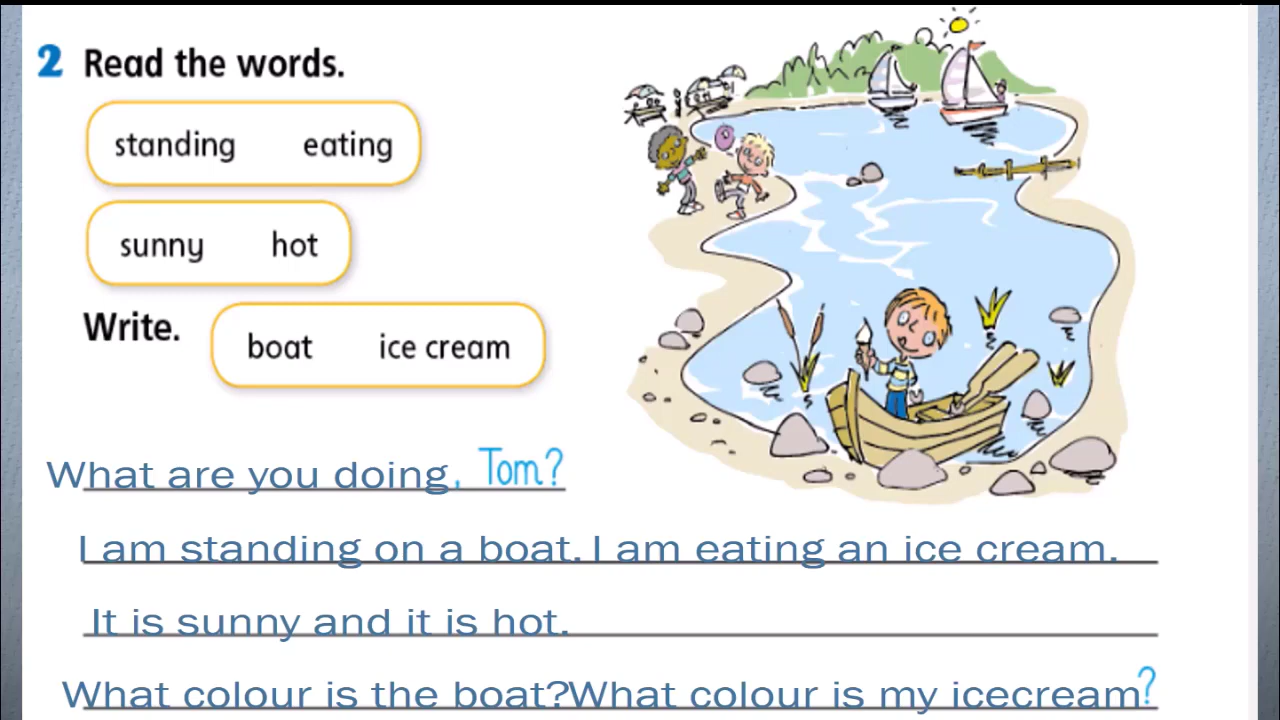 2 Read the words.
standing eating
sunny hot
Write.
boat ice cream
What are you doing, Tom?
I am standing on a boat. I am eating an ice cream.
It is sunny and it is hot.
What colour is the boat?What colour is my icecream?